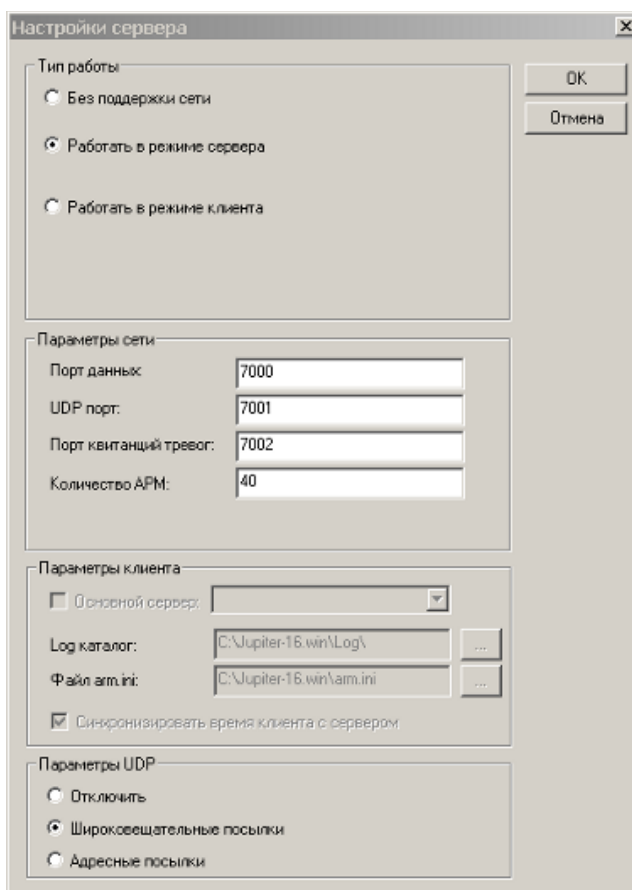 Настройки сервера
Тип работы
Без поддержки сети
Работать в режиме сервера
Работать в режиме клиента
OK
Отмена
Параметры сети
Порт данных
7000
UDP порт:
7001
Порт квитанций тревог:
7002
Количество АРМ:
40
Параметры клиента
Основной сервер:
Log каталог:
C:\Jupiter-16.win\Log\
...
Файл arm.ini:
C:\Jupiter-16.win\arm.ini
...
Синхронизировать время клиента с сервером
Параметры UDP
Отключить
Широковещательные посылки
Адресные посылки